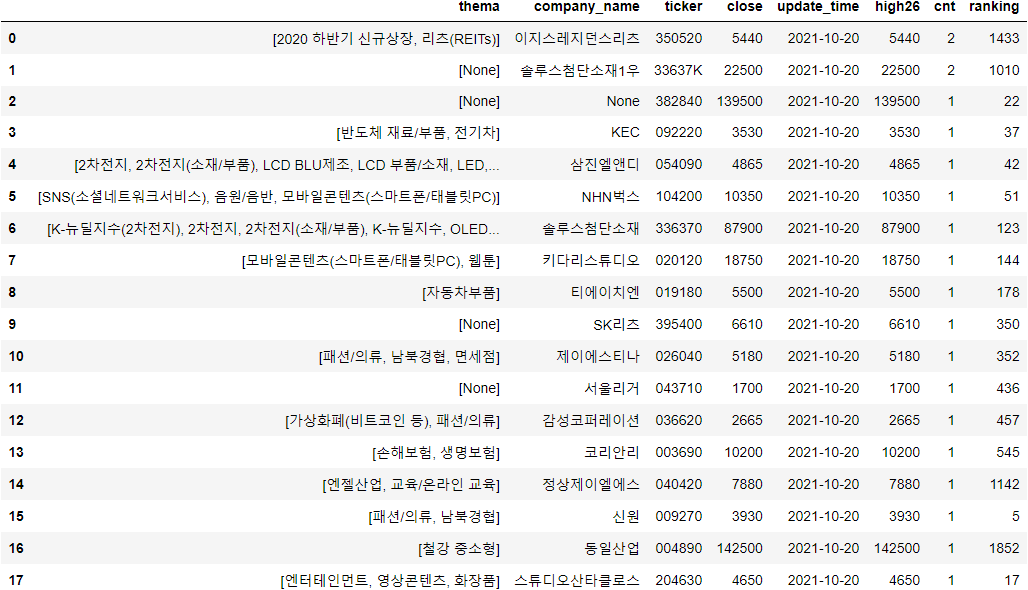 thema company_name ticker close update_time high26 cnt ranking
0 [2020 하반기 신규상장, 리츠(REITs)] 이지스레지던스리츠 350520 5440 2021-10-20 5440 2 1433
1 [None] 솔루스첨단소재1우 33637K 22500 2021-10-20 22500 2 1010
2 [None] None 382840 139500 2021-10-20 139500 1 22
3 [반도체 재료/부품, 전기차] KEC 092220 3530 2021-10-20 3530 1 37
4 [2차전지, 2차전지(소재/부품), LCD BLU제조, LCD 부품/소재, LED,... 삼진엘앤디 054090 4865 2021-10-20 4865 1 42
5 [SNS(소셜네트워크서비스), 음원/음반, 모바일콘텐츠(스마트폰/태블릿PC)] NHN벅스 104200 10350 2021-10-20 10350 1 51
6 [K-뉴딜지수(2차전지), 2차전지, 2차전지(소재/부품), K-뉴딜지수, OLED... 솔루스첨단소재 336370 87900 2021-10-20 87900 1 123
7 [모바일콘텐츠(스마트폰/태블릿PC), 웹툰] 키다리스튜디오 020120 18750 2021-10-20 18750 1 144
8 [자동차부품] 티에이치엔 019180 5500 2021-10-20 5500 1 178
9 [None] SK리츠 395400 6610 2021-10-20 6610 1 350
10 [패션/의류, 남북경협, 면세점] 제이에스티나 026040 5180 2021-10-20 5180 1 352
11 [None] 서울리거 043710 1700 2021-10-20 1700 1 436
12 [가상화폐(비트코인 등), 패션/의류] 감성코퍼레이션 036620 2665 2021-10-20 2665 1 457
13 [손해보험, 생명보험] 코리안리 003690 10200 2021-10-20 10200 1 545
14 [엔젤산업, 교육/온라인 교육] 정상제이엘에스 040420 7880 2021-10-20 7880 1 1142
15 [패션/의류, 남북경협] 신원 009270 3930 2021-10-20 3930 1 5
16 [철강 중소형] 동일산업 004890 142500 2021-10-20 142500 1 1852
17 [엔터테인먼트, 영상콘텐츠, 화장품] 스튜디오산타클로스 204630 4650 2021-10-20 4650 1 17